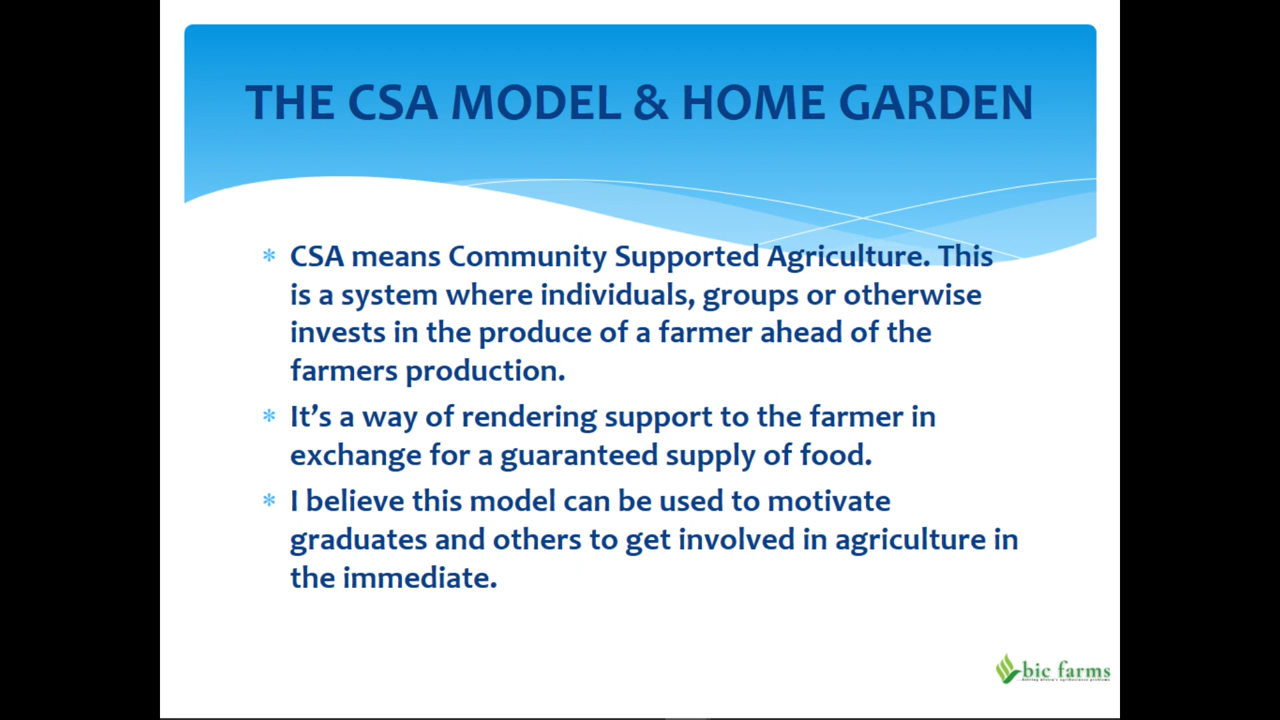 THE CSA MODEL & HOME GARDEN
* CSA means Community Supported Agriculture. This
is a system where individuals, groups or otherwise
invests in the produce of a farmer ahead of the
farmers production.
* It's a way of rendering support to the farmer in
exchange for a guaranteed supply of food.
* I believe this model can be used to motivate
graduates and others to get involved in agriculture in
the immediate.
bic farms